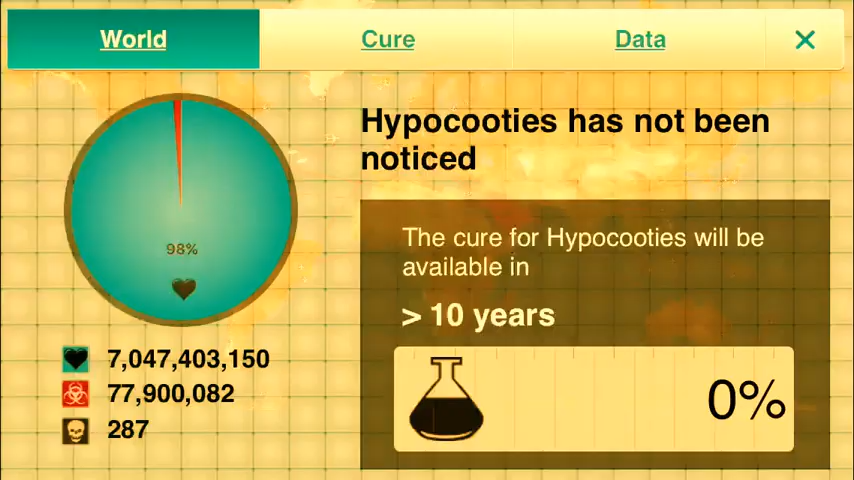 World
Cure
Data
Hypocooties has not been
noticed
98%
The cure for Hypocooties will be
available in
> 10 years
0%
7,047,403,150
77,900,082
287